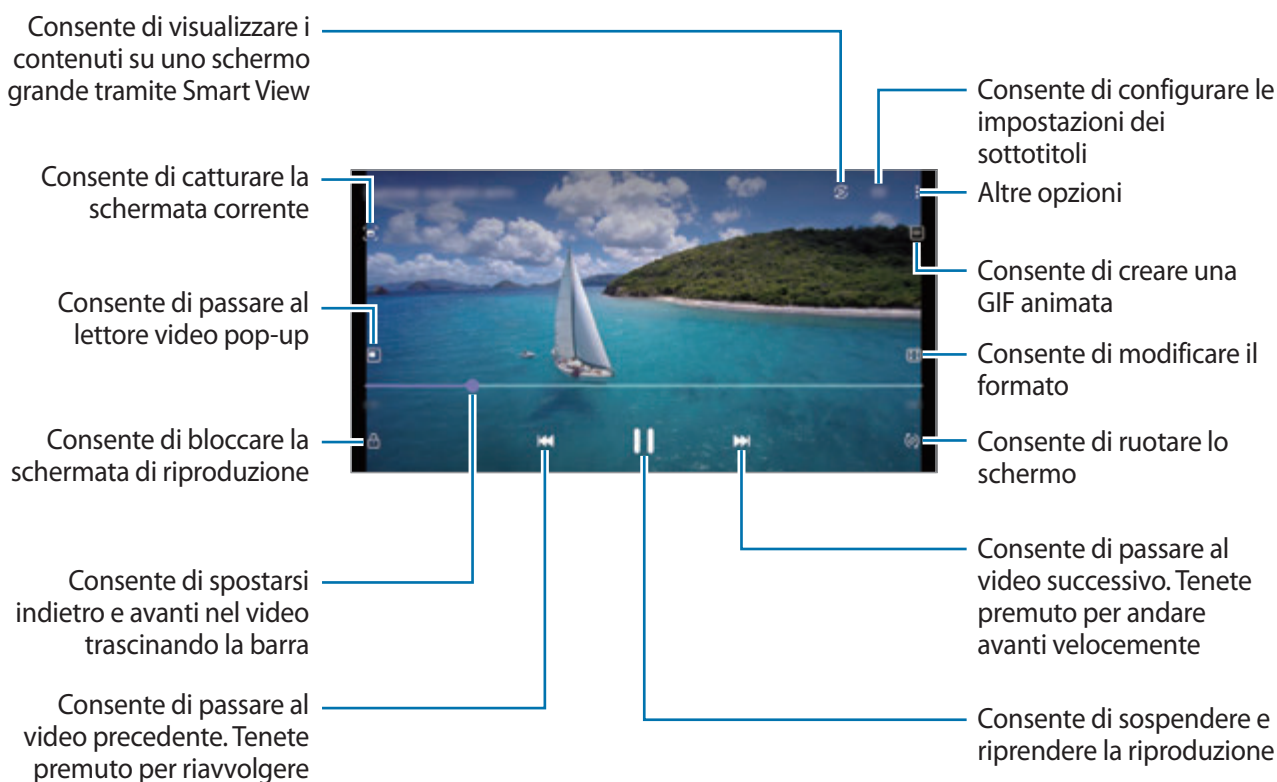 Consente di visualizzare i
contenuti su uno schermo
grande tramite Smart View
Consente di catturare la
schermata corrente
Consente di passare al
lettore video pop-up
Consente di bloccare la
schermata di riproduzione
Consente di spostarsi
indietro e avanti nel video
trascinando la barra
Consente di passare al
video precedente. Tenete
premuto per riavvolgere
Consente di configurare le
impostazioni dei
sottotitoli
Altre opzioni
Consente di creare una
GIF animata
Consente di modificare il
formato
Consente di ruotare lo
schermo
Consente di passare al
video successivo. Tenete
premuto per andare
avanti velocemente
Consente di sospendere e
riprendere la riproduzione